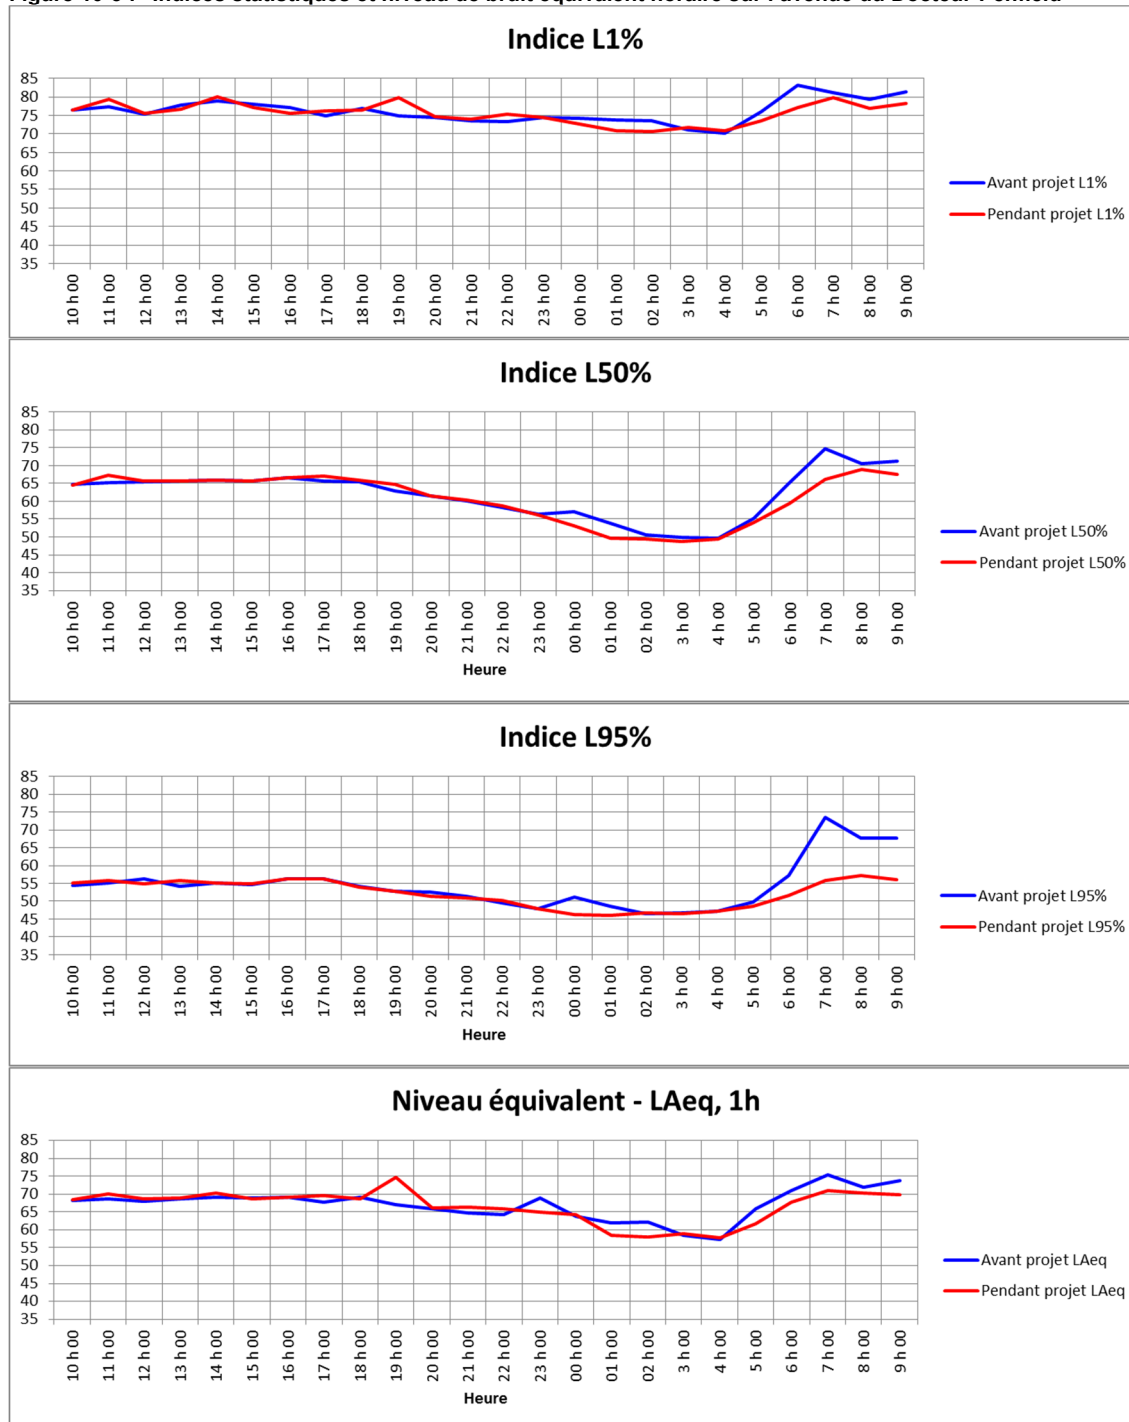 Indice L1%
85
80
75
70
65
60
55
50
45
40
35
10 h 00
11 h 00
12 h 00
13 h 00
14 h 00
15 h 00
16 h 00
17 h 00
18 h 00
19 h 00
20 h 00
21 h 00
22 h 00
23 h 00
00 h 00
01 h 00
02 h 00
3 h 00
4 h 00
5 h 00
6 h 00
7 h 00
8 h 00
9 h 00
Avant projet L1%
Pendant projet L1%
Indice L50%
85
80
75
70
65
60
55
50
45
40
35
10 h 00
11 h 00
12 h 00
13 h 00
14 h 00
15 h 00
16 h 00
17 h 00
18 h 00
19 h 00
20 h 00
21 h 00
22 h 00
23 h 00
00 h 00
01 h 00
02 h 00
3 h 00
4 h 00
5 h 00
6 h 00
7 h 00
8 h 00
9 h 00
Heure
Avant projet L50%
Pendant projet L50%
Indice L95%
85
80
75
70
65
60
55
50
45
40
35
10 h 00
11 h 00
12 h 00
13 h 00
14 h 00
15 h 00
16 h 00
17 h 00
18 h 00
19 h 00
20 h 00
21 h 00
22 h 00
23 h 00
00 h 00
01 h 00
02 h 00
3 h 00
4 h 00
5 h 00
6 h 00
7 h 00
8 h 00
9 h 00
Heure
Avant projet L95%
Pendant projet L95%
Niveau équivalent - LAeq, 1h
85
80
75
70
65
60
55
50
45
40
35
10 h 00
11 h 00
12 h 00
13 h 00
14 h 00
15 h 00
16 h 00
17 h 00
18 h 00
19 h 00
20 h 00
21 h 00
22 h 00
23 h 00
00 h 00
01 h 00
02 h 00
3 h 00
4 h 00
5 h 00
6 h 00
7 h 00
8 h 00
9 h 00
Heure
Avant projet LAeq
Pendant projet LAeq